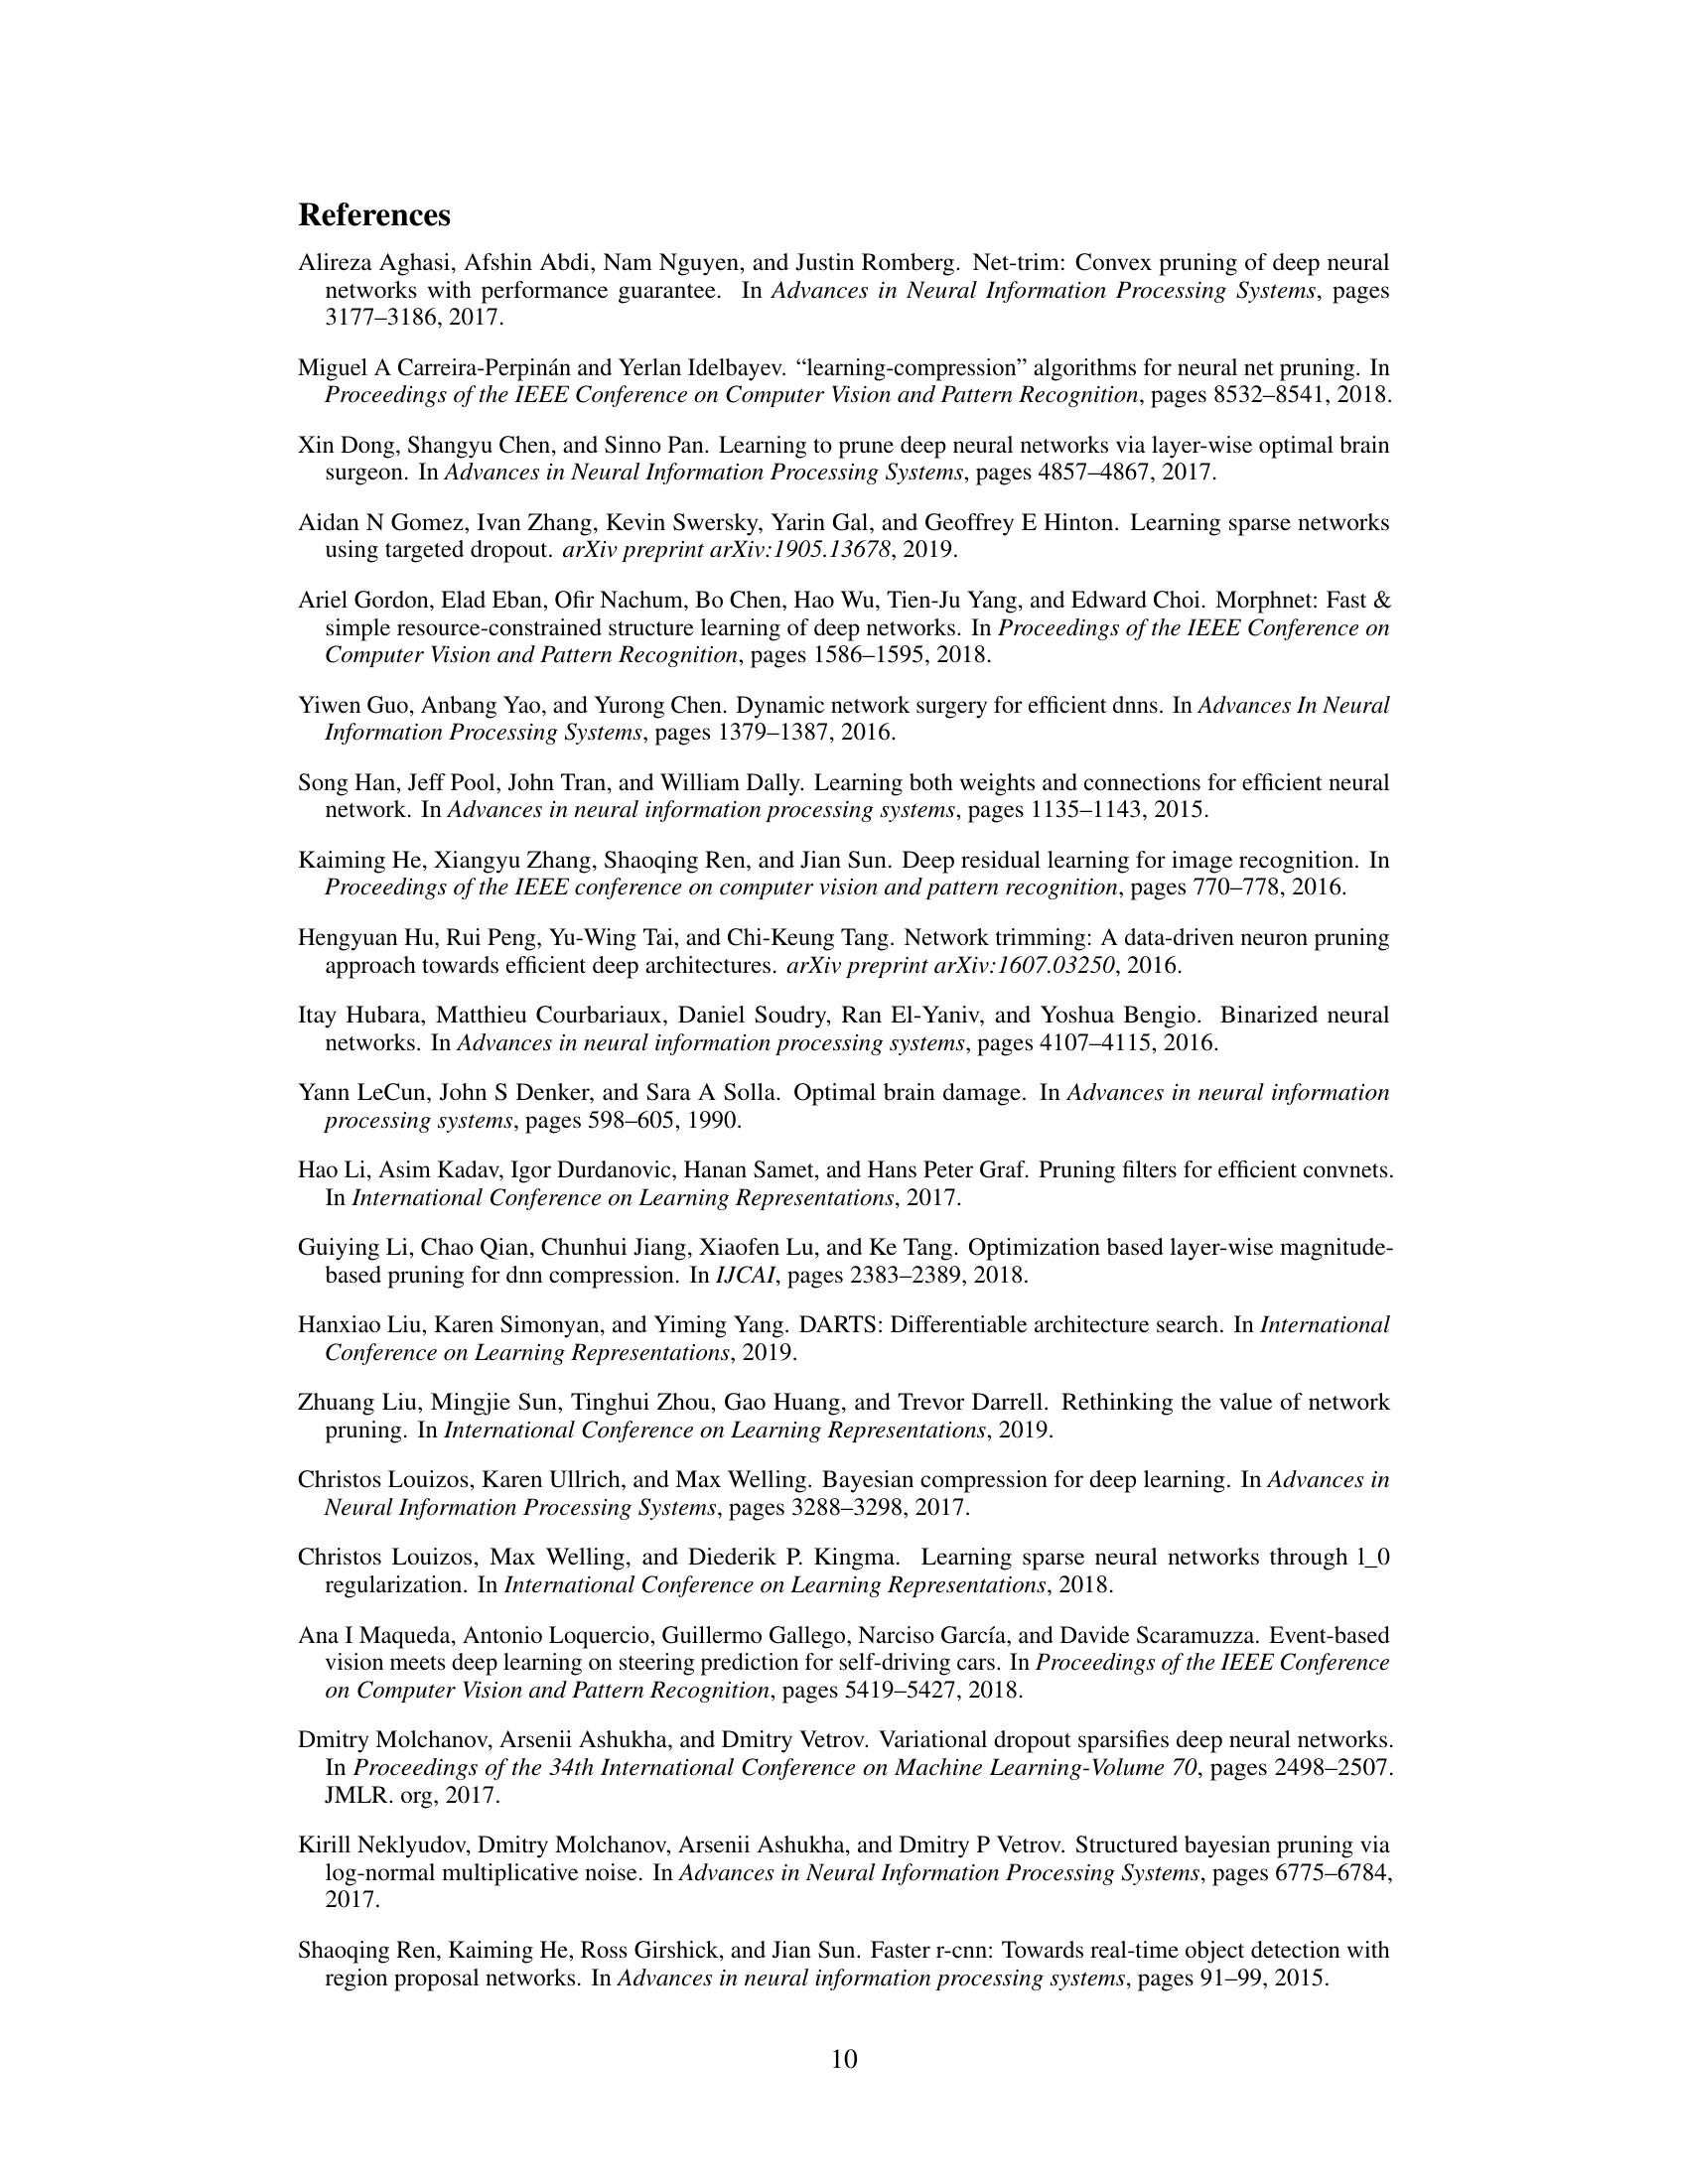 References
Alireza Aghasi, Afshin Abdi, Nam Nguyen, and Justin Romberg. Net-trim: Convex pruning of deep neural
networks with performance guarantee. In Advances in Neural Information Processing Systems, pages
3177–3186, 2017.
Miguel A Carreira-Perpinán and Yerlan Idelbayev. “learning-compression” algorithms for neural net pruning. In
Proceedings of the IEEE Conference on Computer Vision and Pattern Recognition, pages 8532–8541, 2018.
Xin Dong, Shangyu Chen, and Sinno Pan. Learning to prune deep neural networks via layer-wise optimal brain
surgeon. In Advances in Neural Information Processing Systems, pages 4857–4867, 2017.
Aidan N Gomez, Ivan Zhang, Kevin Swersky, Yarin Gal, and Geoffrey E Hinton. Learning sparse networks
using targeted dropout. arXiv preprint arXiv:1905.13678, 2019.
Ariel Gordon, Elad Eban, Ofir Nachum, Bo Chen, Hao Wu, Tien-Ju Yang, and Edward Choi. Morphnet: Fast &
simple resource-constrained structure learning of deep networks. In Proceedings of the IEEE Conference on
Computer Vision and Pattern Recognition, pages 1586–1595, 2018.
Yiwen Guo, Anbang Yao, and Yurong Chen. Dynamic network surgery for efficient dnns. In Advances In Neural
Information Processing Systems, pages 1379–1387, 2016.
Song Han, Jeff Pool, John Tran, and William Dally. Learning both weights and connections for efficient neural
network. In Advances in neural information processing systems, pages 1135–1143, 2015.
Kaiming He, Xiangyu Zhang, Shaoqing Ren, and Jian Sun. Deep residual learning for image recognition. In
Proceedings of the IEEE conference on computer vision and pattern recognition, pages 770–778, 2016.
Hengyuan Hu, Rui Peng, Yu-Wing Tai, and Chi-Keung Tang. Network trimming: A data-driven neuron pruning
approach towards efficient deep architectures. arXiv preprint arXiv:1607.03250, 2016.
Itay Hubara, Matthieu Courbariaux, Daniel Soudry, Ran El-Yaniv, and Yoshua Bengio. Binarized neural
networks. In Advances in neural information processing systems, pages 4107–4115, 2016.
Yann LeCun, John S Denker, and Sara A Solla. Optimal brain damage. In Advances in neural information
processing systems, pages 598–605, 1990.
Hao Li, Asim Kadav, Igor Durdanovic, Hanan Samet, and Hans Peter Graf. Pruning filters for efficient convnets.
In International Conference on Learning Representations, 2017.
Guiying Li, Chao Qian, Chunhui Jiang, Xiaofen Lu, and Ke Tang. Optimization based layer-wise magnitude-
based pruning for dnn compression. In IJCAI, pages 2383–2389, 2018.
Hanxiao Liu, Karen Simonyan, and Yiming Yang. DARTS: Differentiable architecture search. In International
Conference on Learning Representations, 2019.
Zhuang Liu, Mingjie Sun, Tinghui Zhou, Gao Huang, and Trevor Darrell. Rethinking the value of network
pruning. In International Conference on Learning Representations, 2019.
Christos Louizos, Karen Ullrich, and Max Welling. Bayesian compression for deep learning. In Advances in
Neural Information Processing Systems, pages 3288–3298, 2017.
Christos Louizos, Max Welling, and Diederik P. Kingma. Learning sparse neural networks through l_0
regularization. In International Conference on Learning Representations, 2018.
Ana I Maqueda, Antonio Loquercio, Guillermo Gallego, Narciso García, and Davide Scaramuzza. Event-based
vision meets deep learning on steering prediction for self-driving cars. In Proceedings of the IEEE Conference
on Computer Vision and Pattern Recognition, pages 5419–5427, 2018.
Dmitry Molchanov, Arsenii Ashukha, and Dmitry Vetrov. Variational dropout sparsifies deep neural networks.
In Proceedings of the 34th International Conference on Machine Learning-Volume 70, pages 2498–2507.
JMLR. org, 2017.
Kirill Neklyudov, Dmitry Molchanov, Arsenii Ashukha, and Dmitry P Vetrov. Structured bayesian pruning via
log-normal multiplicative noise. In Advances in Neural Information Processing Systems, pages 6775–6784,
2017.
Shaoqing Ren, Kaiming He, Ross Girshick, and Jian Sun. Faster r-cnn: Towards real-time object detection with
region proposal networks. In Advances in neural information processing systems, pages 91–99, 2015.
10